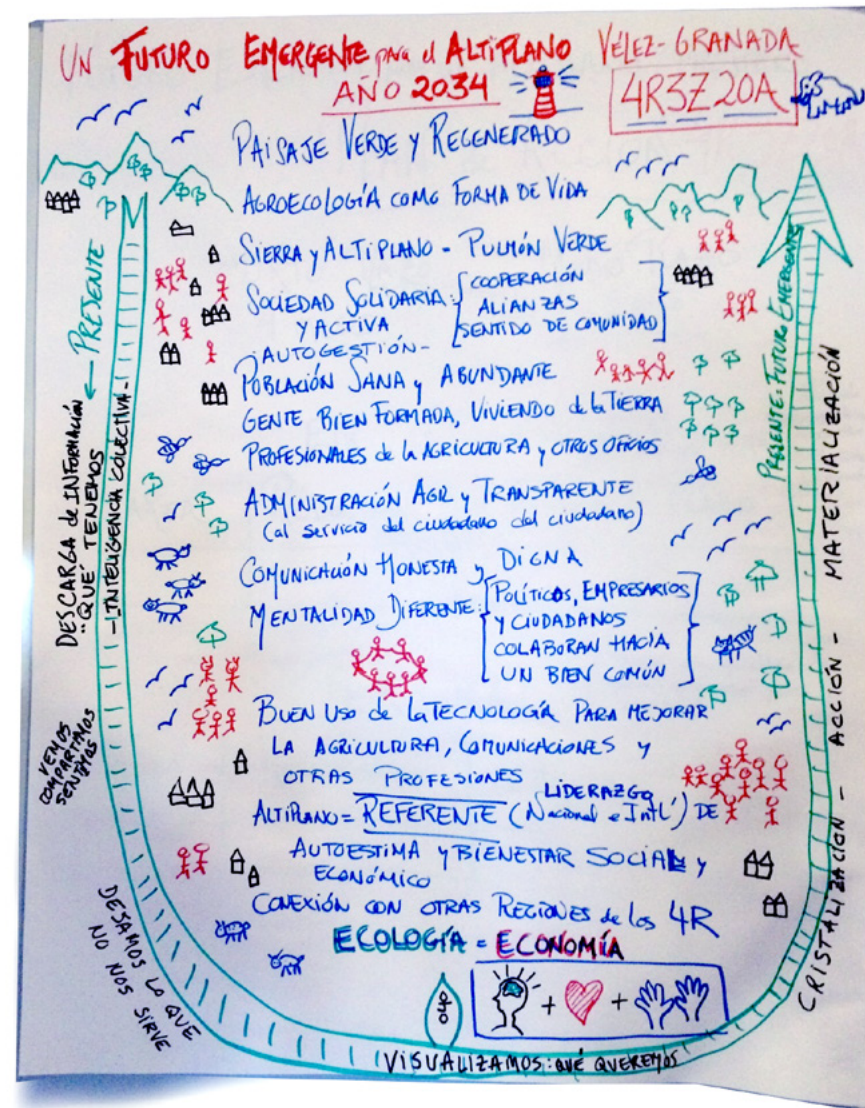 UN FUTURO EMERGENTE para el ALTIPLANO VÉLEZ-GRANADA
AÑO 2034
4R3Z20A
PAISAJE VERDE Y REGENERADO
AGROECOLOGÍA COMO FORMA DE VIDA
SIERRA y ALTIPLANO - PULMÓN VERDE
SOCIEDAD SOLIDARIA: COOPERACIÓN
Y ACTIVA ALIANZAS
SENTIDO DE COMUNIDAD
- AUTOGESTIÓN -
POBLACIÓN SANA y ABUNDANTE
GENTE BIEN FORMADA, VIVIENDO de la TIERRA
PROFESIONALES de la AGRICULTURA y OTROS OFICIOS
ADMINISTRACIÓN AGIL y TRANSPARENTE
(al servicio del ciudadano del ciudadano)
COMUNICACIÓN HONESTA y DIGNA
MENTALIDAD DIFERENTE: POLÍTICOS, EMPRESARIOS
Y CIUDADANOS
COLABORAN HACIA
UN BIEN COMÚN
BUEN USO de la TECNOLOGÍA PARA MEJORAR
LA AGRICULTURA, COMUNICACIONES y
OTRAS PROFESIONES
LIDERAZGO
ALTIPLANO = REFERENTE (Nacional e Intl') DE
AUTOESTIMA y BIENESTAR SOCIAL y
ECONÓMICO
CONEXIÓN CON OTRAS REGIONES de los 4R
ECOLOGÍA = ECONOMÍA
+ +
← PRESENTE
DESCARGA de INFORMACIÓN
"QUÉ TENEMOS
- INTELIGENCIA COLECTIVA -
VEMOS
COMPARTIMOS
SENTIMOS
DESAMOS LO QUE
NO NOS SIRVE
VISUALIZAMOS: QUÉ QUEREMOS
CRISTALIZACIÓN - ACCIÓN - MATERIALIZACIÓN
PRESENTE: FUTURO EMERGENTE